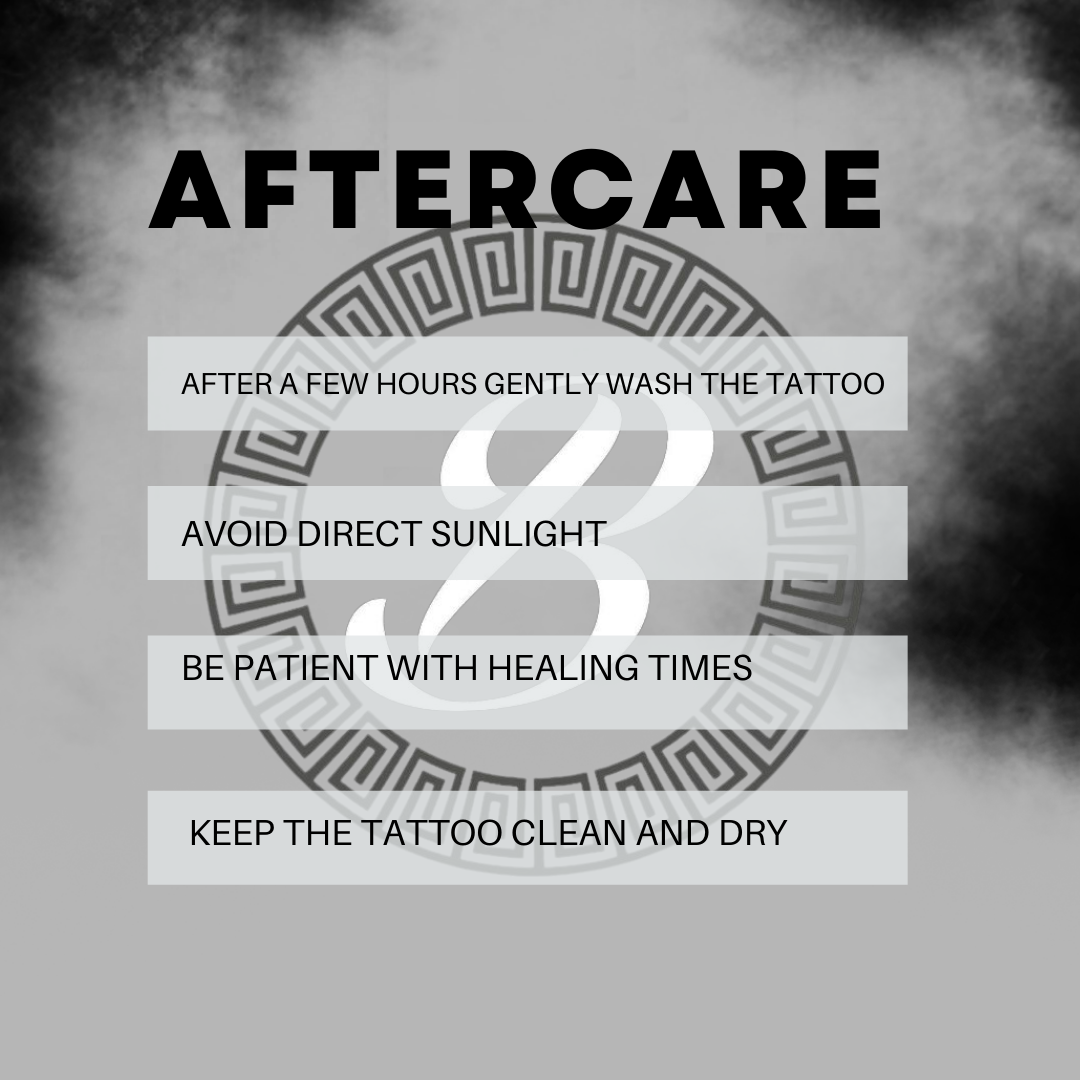 AFTERCARE
AFTER A FEW HOURS GENTLY WASH THE TATTOO
AVOID DIRECT SUNLIGHT
B
BE PATIENT WITH HEALING TIMES
KEEP THE TATTOO CLEAN AND DRY